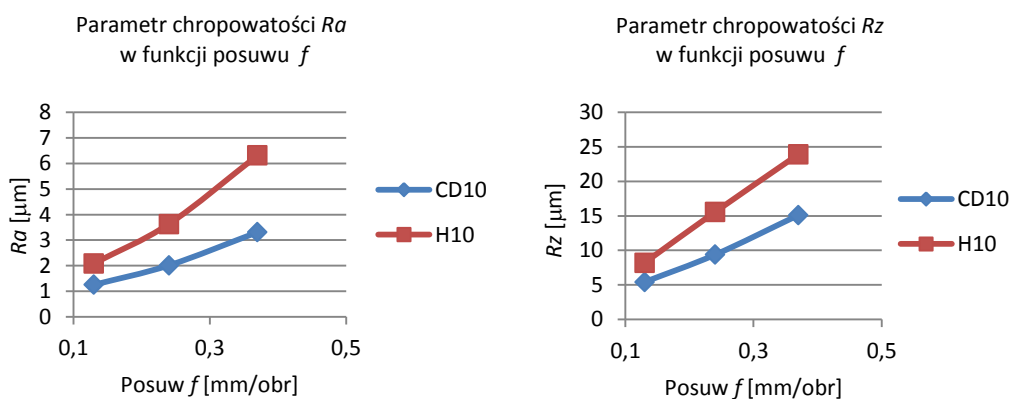 Parametr chropowatości Ra
w funkcji posuwu f
8
7
6
5
4
3
2
1
0
Ra [µm]
0,1
0,3
0,5
Posuw f [mm/obr]
CD10
H10
Parametr chropowatości Rz
w funkcji posuwu f
30
25
20
15
10
5
0
Rz [µm]
0,1
0,3
0,5
Posuw f [mm/obr]
CD10
H10